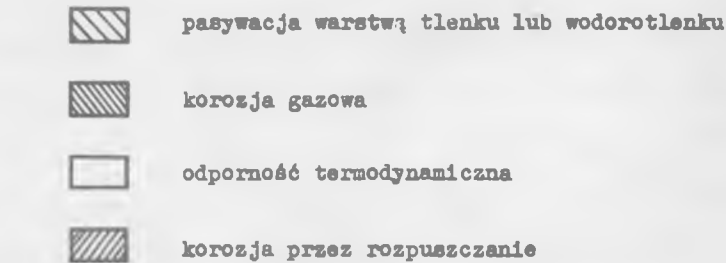 pasywacja warstwą tlenku lub wodorotlenku
korozja gazowa
odporność termodynamiczna
korozja przez rozpuszczanie